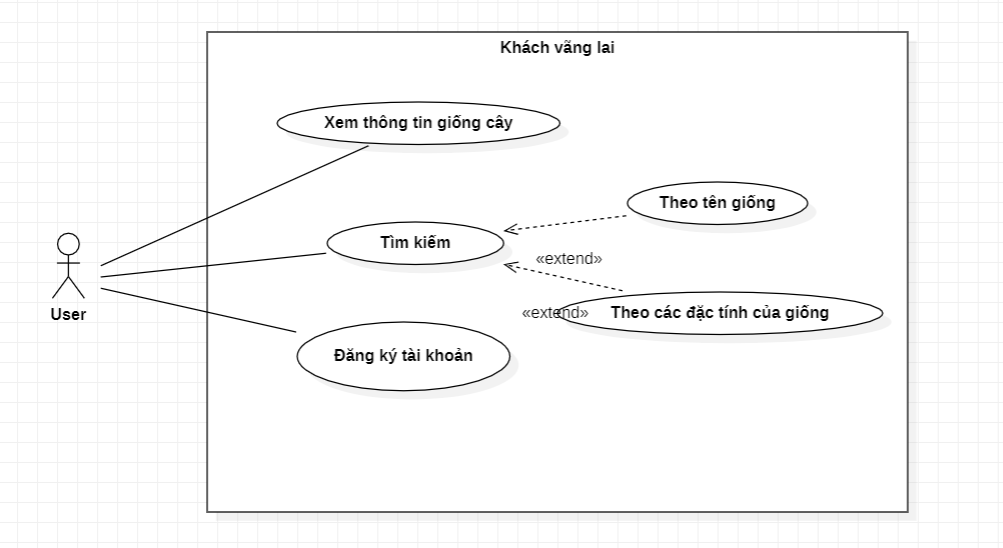 Khách vãng lai
Xem thông tin giống cây
Theo tên giống
Tìm kiếm
«extend»
User
«extend»
Theo các đặc tính của giống
Đăng ký tài khoản